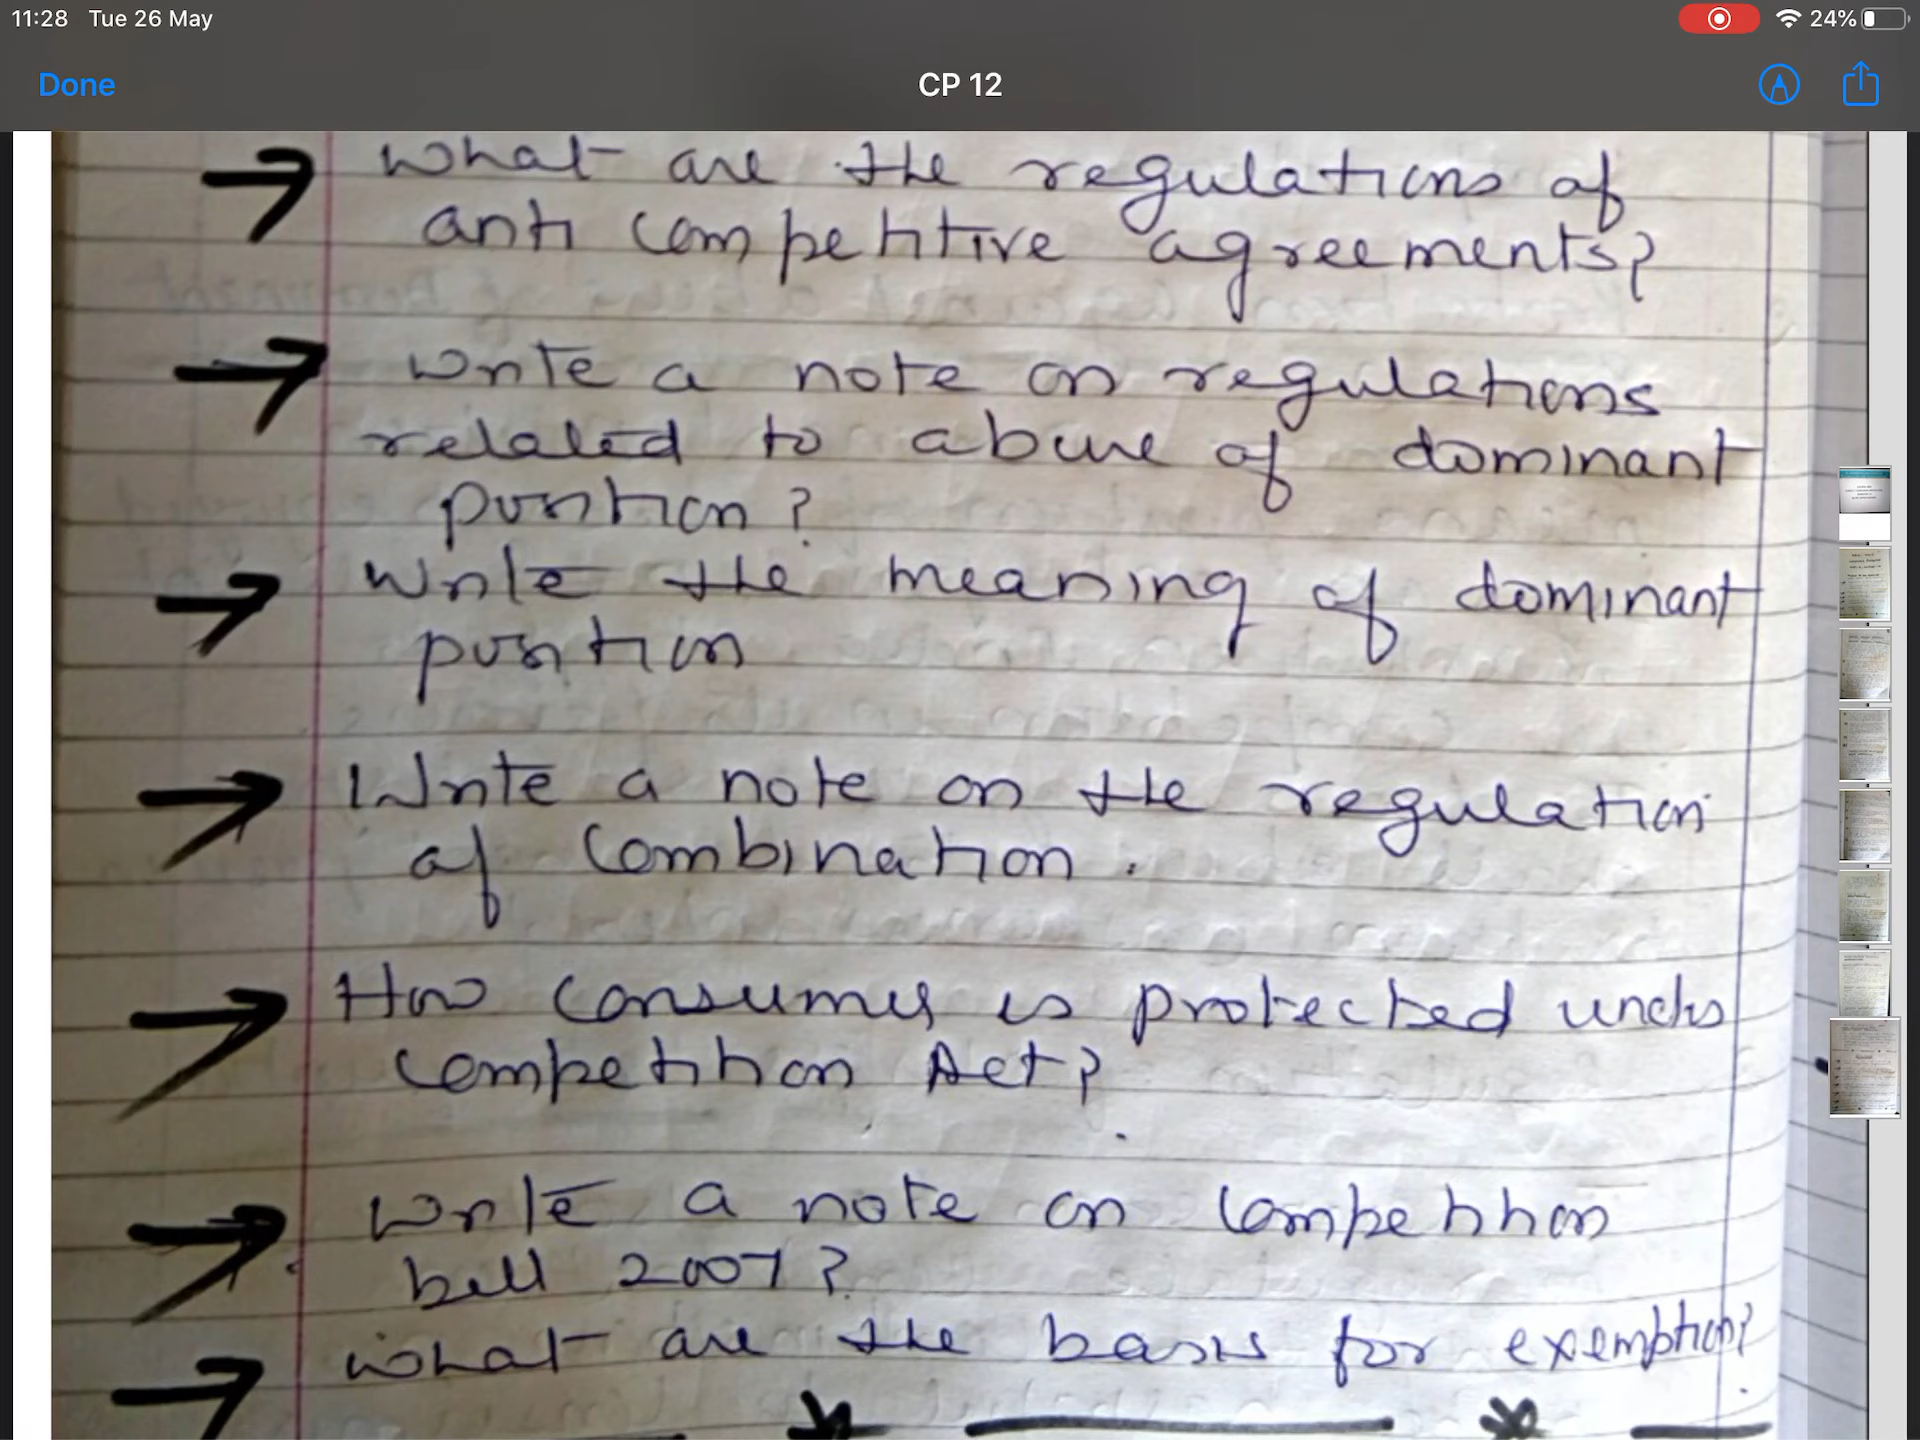 11:28 Tue 26 May
24%
Done
CP 12
→ What are the regulations of
anti competitive agreements?
→ Write a note on regulations
related to abuse of dominant
position?
→ Write the meaning of dominant
position
→ Write a note on the regulation
of Combination.
→ How consumer is protected under
Competition Act?
→ Write a note on Competition
bill 2007?
→ What are the basis for exemption?